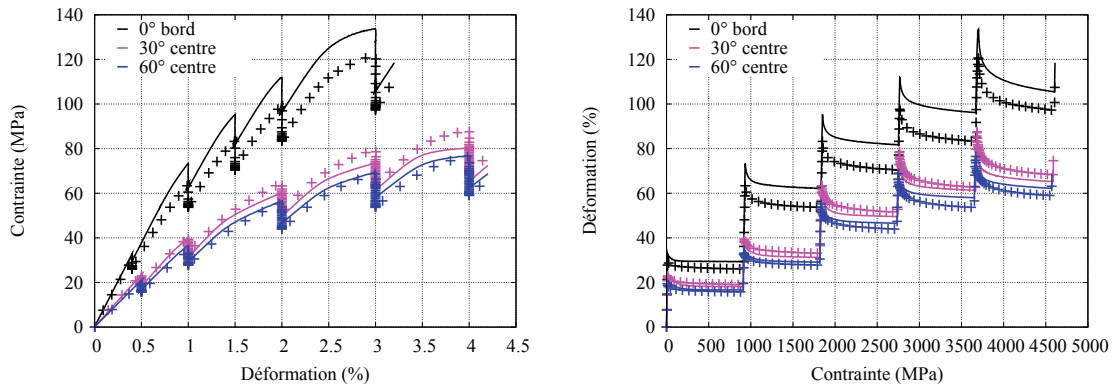 140
120
100
80
60
40
20
0
0 0.5 1 1.5 2 2.5 3 3.5 4 4.5
Contrainte (MPa)
Déformation (%)
0° bord
30° centre
60° centre
140
120
100
80
60
40
20
0
0 500 1000 1500 2000 2500 3000 3500 4000 4500 5000
Déformation (%)
Contrainte (MPa)
0° bord
30° centre
60° centre